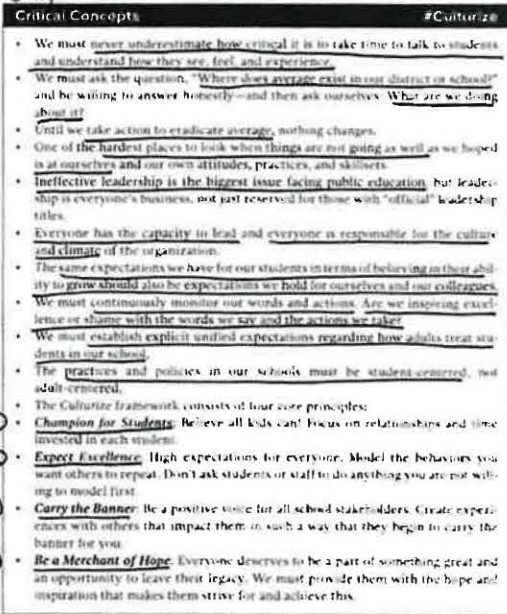 Critical Concepts #Culturize
• We must never underestimate how critical it is to take time to talk to students
and understand how they see, feel, and experience.
• We must ask the question, "Where does average exist in our district or school?"
and be willing to answer honestly—and then ask ourselves: What are we doing
about it?
• Until we take action to eradicate average, nothing changes.
• One of the hardest places to look when things are not going as well as we hoped
is at ourselves and our own attitudes, practices, and skillsets.
• Ineffective leadership is the biggest issue facing public education, but leader-
ship is everyone's business, not just reserved for those with "official" leadership
titles.
• Everyone has the capacity to lead and everyone is responsible for the culture
and climate of the organization.
• The same expectations we have for our students in terms of believing in their abil-
ity to grow should also be expectations we hold for ourselves and our colleagues.
• We must continuously monitor our words and actions. Are we inspiring excel-
lence or shame with the words we say and the actions we take?
• We must establish explicit unified expectations regarding how adults treat stu-
dents in our school.
• The practices and policies in our schools must be student-centered, not
adult-centered.
• The Culturize framework consists of four core principles:
• Champion for Students: Believe all kids can! Focus on relationships and time
invested in each student.
• Expect Excellence: High expectations for everyone. Model the behaviors you
want others to repeat. Don't ask students or staff to do anything you are not will-
ing to model first.
• Carry the Banner: Be a positive voice for all school stakeholders. Create experi-
ences with others that impact them in such a way that they begin to carry the
banner for you.
• Be a Merchant of Hope: Everyone deserves to be a part of something great and
an opportunity to leave their legacy. We must provide them with the hope and
inspiration that makes them strive for and achieve this.